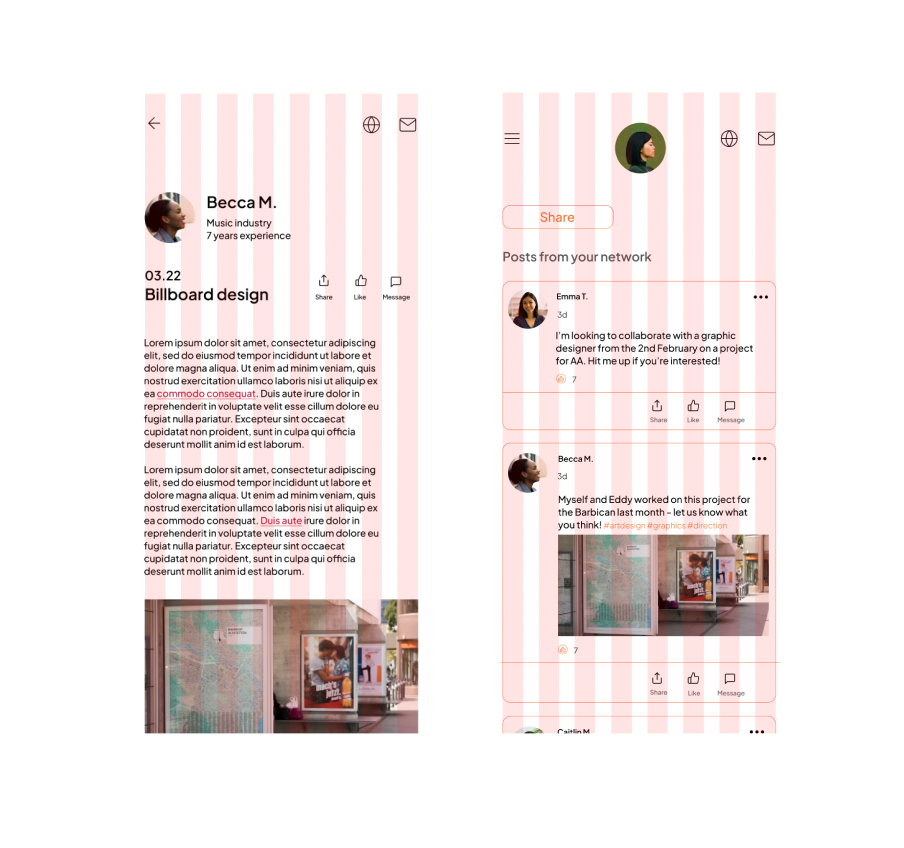 Becca M.
Music industry
7 years experience
03.22
Billboard design
Share
Like
Message
Lorem ipsum dolor sit amet, consectetur adipiscing
elit, sed do eiusmod tempor incididunt ut labore et
dolore magna aliqua. Ut enim ad minim veniam, quis
nostrud exercitation ullamco laboris nisi ut aliquip ex
ea commodo consequat. Duis aute irure dolor in
reprehenderit in voluptate velit esse cillum dolore eu
fugiat nulla pariatur. Excepteur sint occaecat
cupidatat non proident, sunt in culpa qui officia
deserunt mollit anim id est laborum.
Lorem ipsum dolor sit amet, consectetur adipiscing
elit, sed do eiusmod tempor incididunt ut labore et
dolore magna aliqua. Ut enim ad minim veniam, quis
nostrud exercitation ullamco laboris nisi ut aliquip ex
ea commodo consequat. Duis aute irure dolor in
reprehenderit in voluptate velit esse cillum dolore eu
fugiat nulla pariatur. Excepteur sint occaecat
cupidatat non proident, sunt in culpa qui officia
deserunt mollit anim id est laborum.
Share
Posts from your network
Emma T.
3d
I'm looking to collaborate with a graphic
designer from the 2nd February on a project
for AA. Hit me up if you're interested!
7
Share
Like
Message
Becca M.
3d
Myself and Eddy worked on this project for
the Barbican last month - let us know what
you think! #artdesign #graphics #direction
7
Share
Like
Message
Caitlin M.